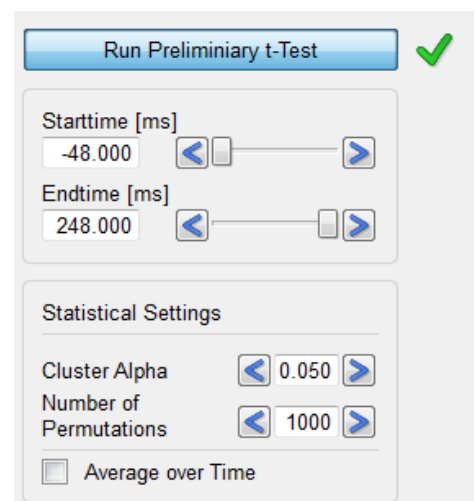 Run Preliminiary t-Test
Starttime [ms]
-48.000
Endtime [ms]
248.000
Statistical Settings
Cluster Alpha 0.050
Number of
Permutations 1000
Average over Time